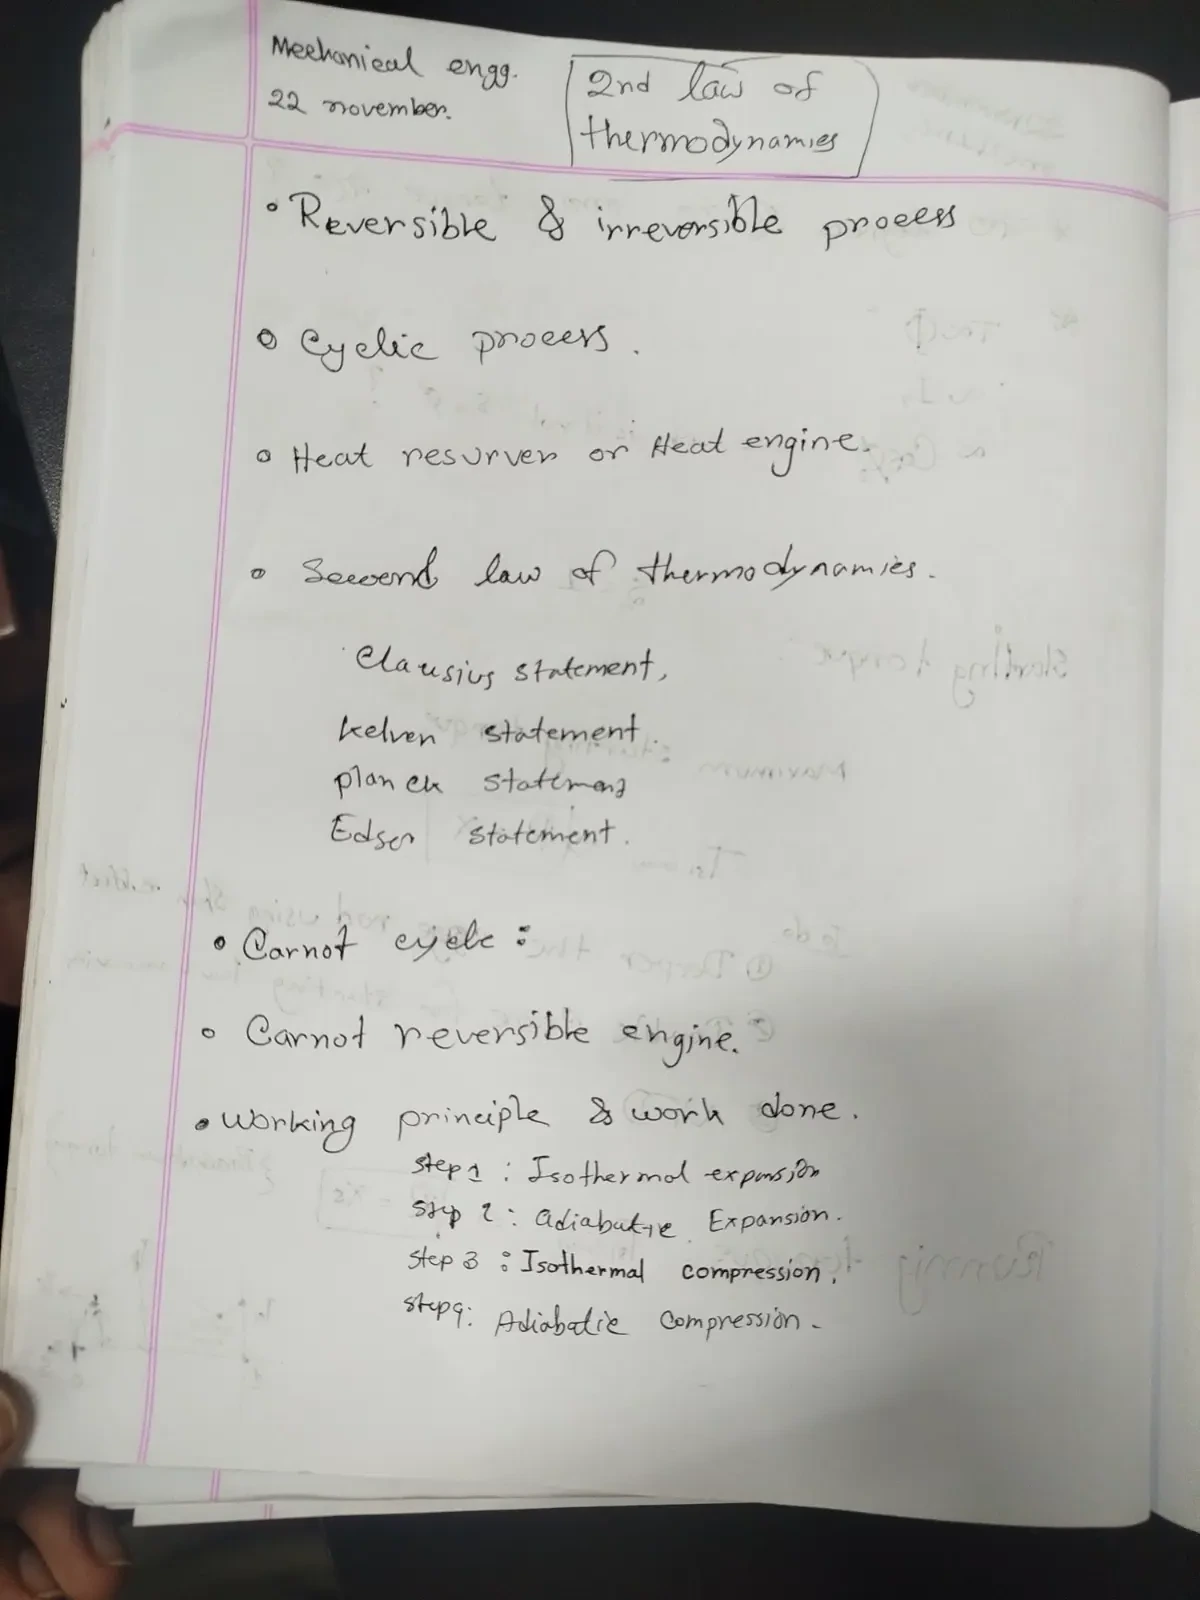 Mechanical engg.
22 november.
2nd law of
thermodynamics
• Reversible & irreversible process
• Cyclic process.
• Heat resurver or Heat engine.
• Second law of thermodynamics.
Clausius statement,
Kelven statement.
planck statement
Edser statement.
• Carnot cycle :
• Carnot reversible engine.
• Working principle & work done.
step 1 : Isothermal expansion
step 2 : adiabatic Expansion.
step 3 : Isothermal compression.
step 4: Adiabatic Compression.